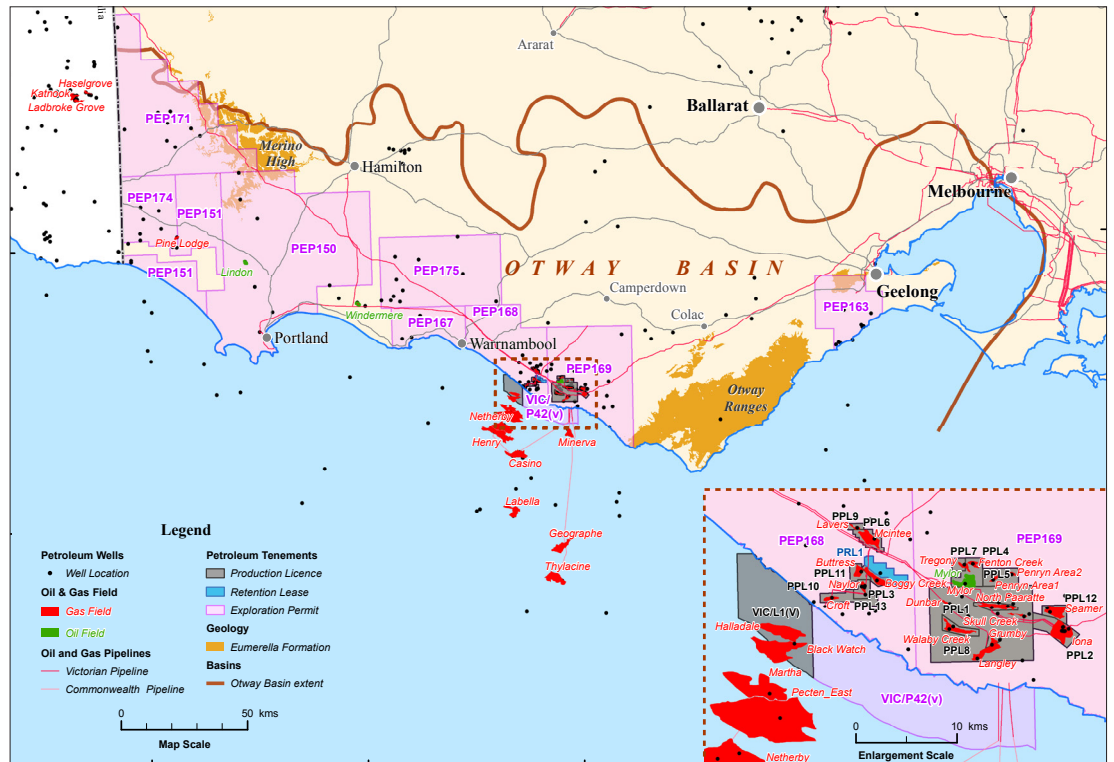 alia
Ararat
Haselgrove
Katnook
Ladbroke Grove
PEP171
Ballarat
Merino
High
Hamilton
Melbourne
PEP174
PEP151
Pine Lodge
PEP150
PEP151
Lindon
PEP175
OTWAY BASIN
Camperdown
Geelong
Windermere
PEP168
PEP167
Colac
PEP163
Portland
Warrnambool
PEP169
VIC/
P42(v)
Otway
Ranges
Netherby
Henry
Minerva
Casino
Labella
Geographe
Thylacine
Legend
Petroleum Wells
Well Location
Oil & Gas Field
Gas Field
Oil Field
Oil and Gas Pipelines
Victorian Pipeline
Commonwealth Pipeline
Petroleum Tenements
Production Licence
Retention Lease
Exploration Permit
Geology
Eumerella Formation
Basins
Otway Basin extent
0 50 kms
Map Scale
PPL9
Lavers
PPL6
Mcintee
PEP168
PRL1
PEP169
Buttress
PPL11
Boggy Creek
Naylor
PPL10
PPL3
Croft
PPL13
PPL7
PPL4
Tregony
Fenton Creek
Mylor
PPL5
Penryn Area2
Penryn Area1
Mylor
North Paaratte
Dunbar
PPL1
PPL12
Seamer
Skull Creek
Iona
Walaby Creek
Grumby
PPL8
PPL2
Langley
VIC/L1(V)
Halladale
Black Watch
Martha
Pecten_East
VIC/P42(v)
Netherby
0 10 kms
Enlargement Scale